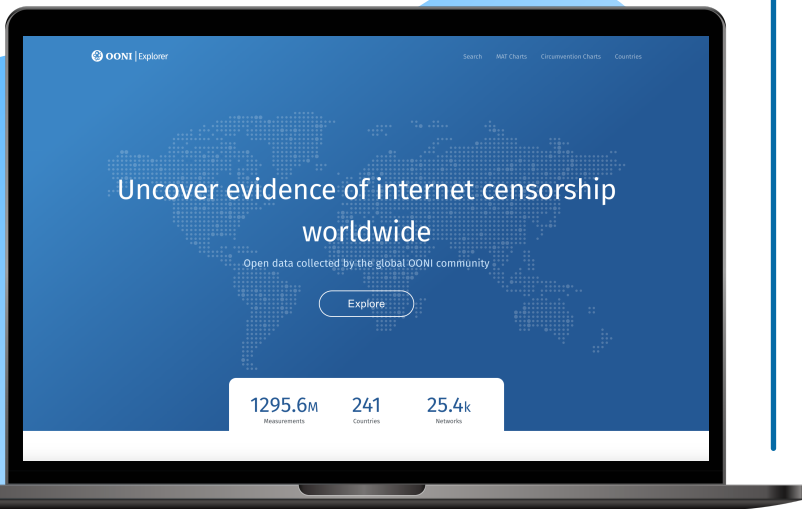 OONI | Explorer
Search MAT Charts Circumvention Charts Countries
Uncover evidence of internet censorship
worldwide
Open data collected by the global OONI community
Explore
1295.6M 241 25.4k
Measurements Countries Networks